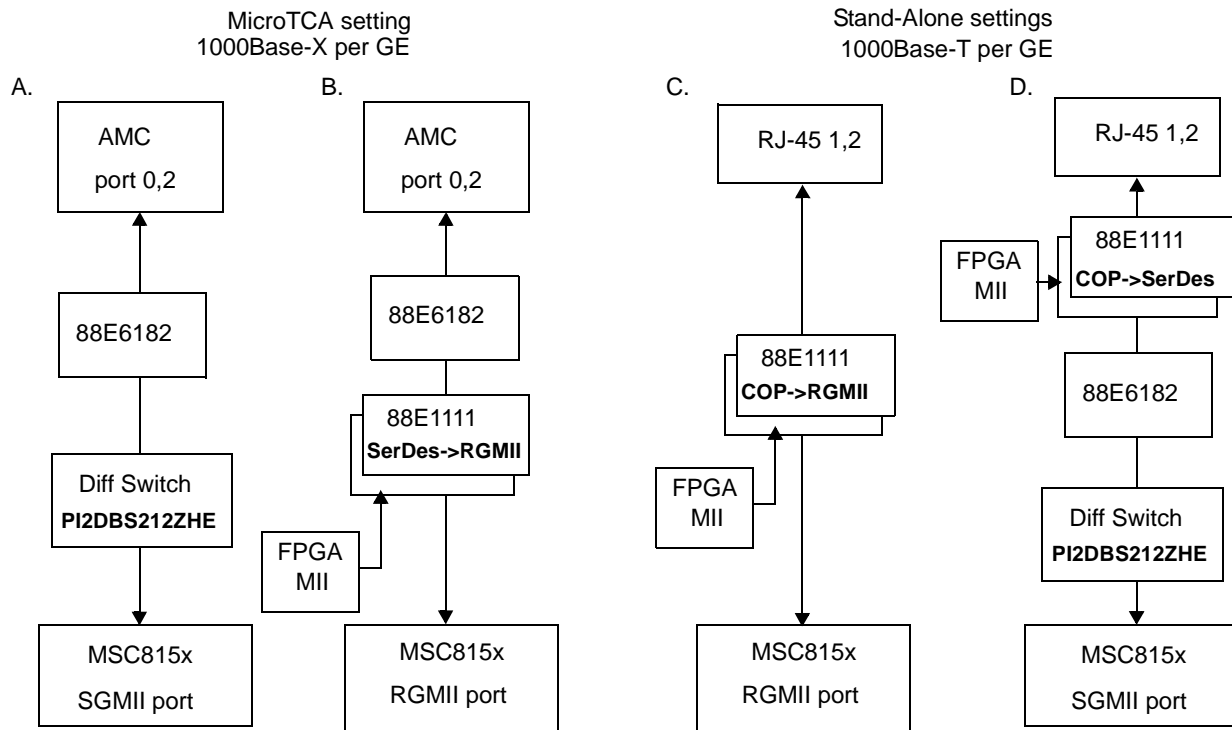 MicroTCA setting
1000Base-X per GE
Stand-Alone settings
1000Base-T per GE
A.
AMC
port 0,2
88E6182
Diff Switch
PI2DBS212ZHE
MSC815x
SGMII port
B.
AMC
port 0,2
88E6182
88E1111
SerDes->RGMII
FPGA
MII
MSC815x
RGMII port
C.
RJ-45 1,2
88E1111
COP->RGMII
FPGA
MII
MSC815x
RGMII port
D.
RJ-45 1,2
88E1111
COP->SerDes
FPGA
MII
88E6182
Diff Switch
PI2DBS212ZHE
MSC815x
SGMII port